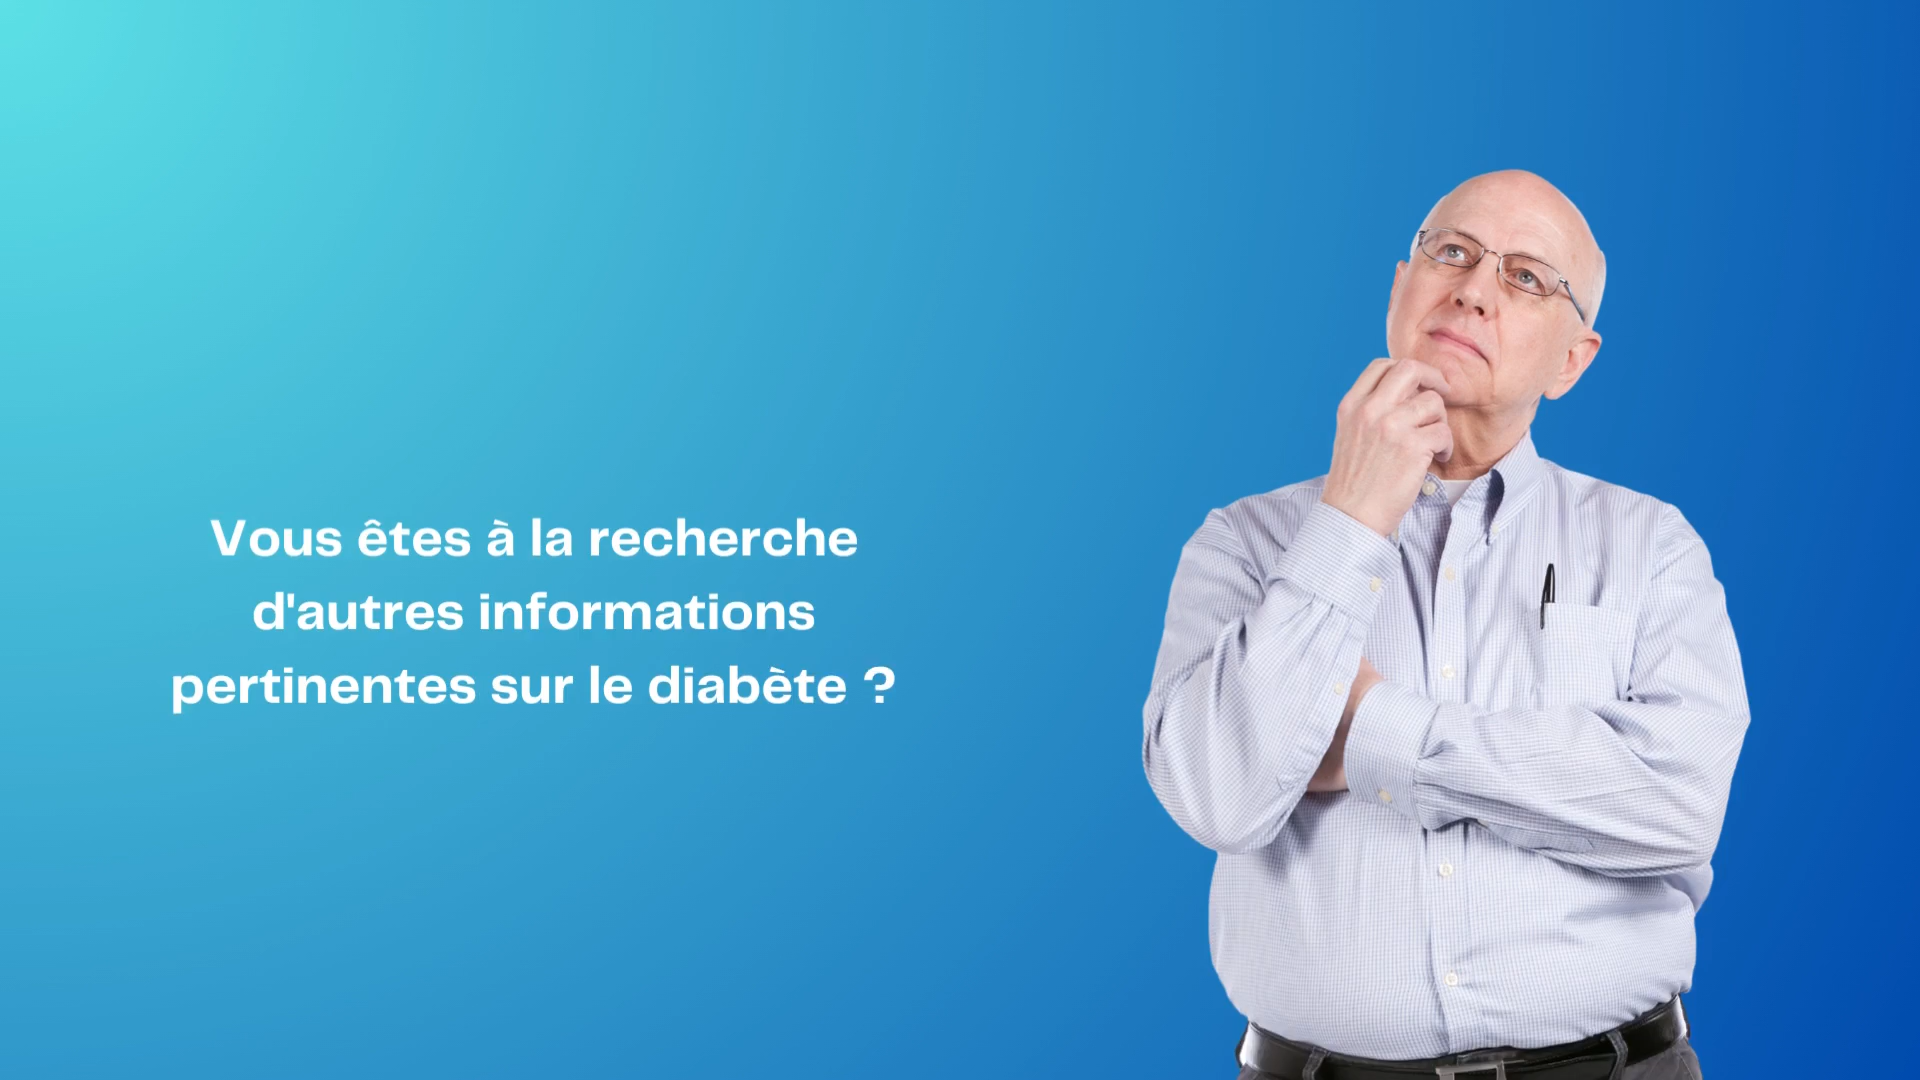 Vous êtes à la recherche
d'autres informations
pertinentes sur le diabète ?